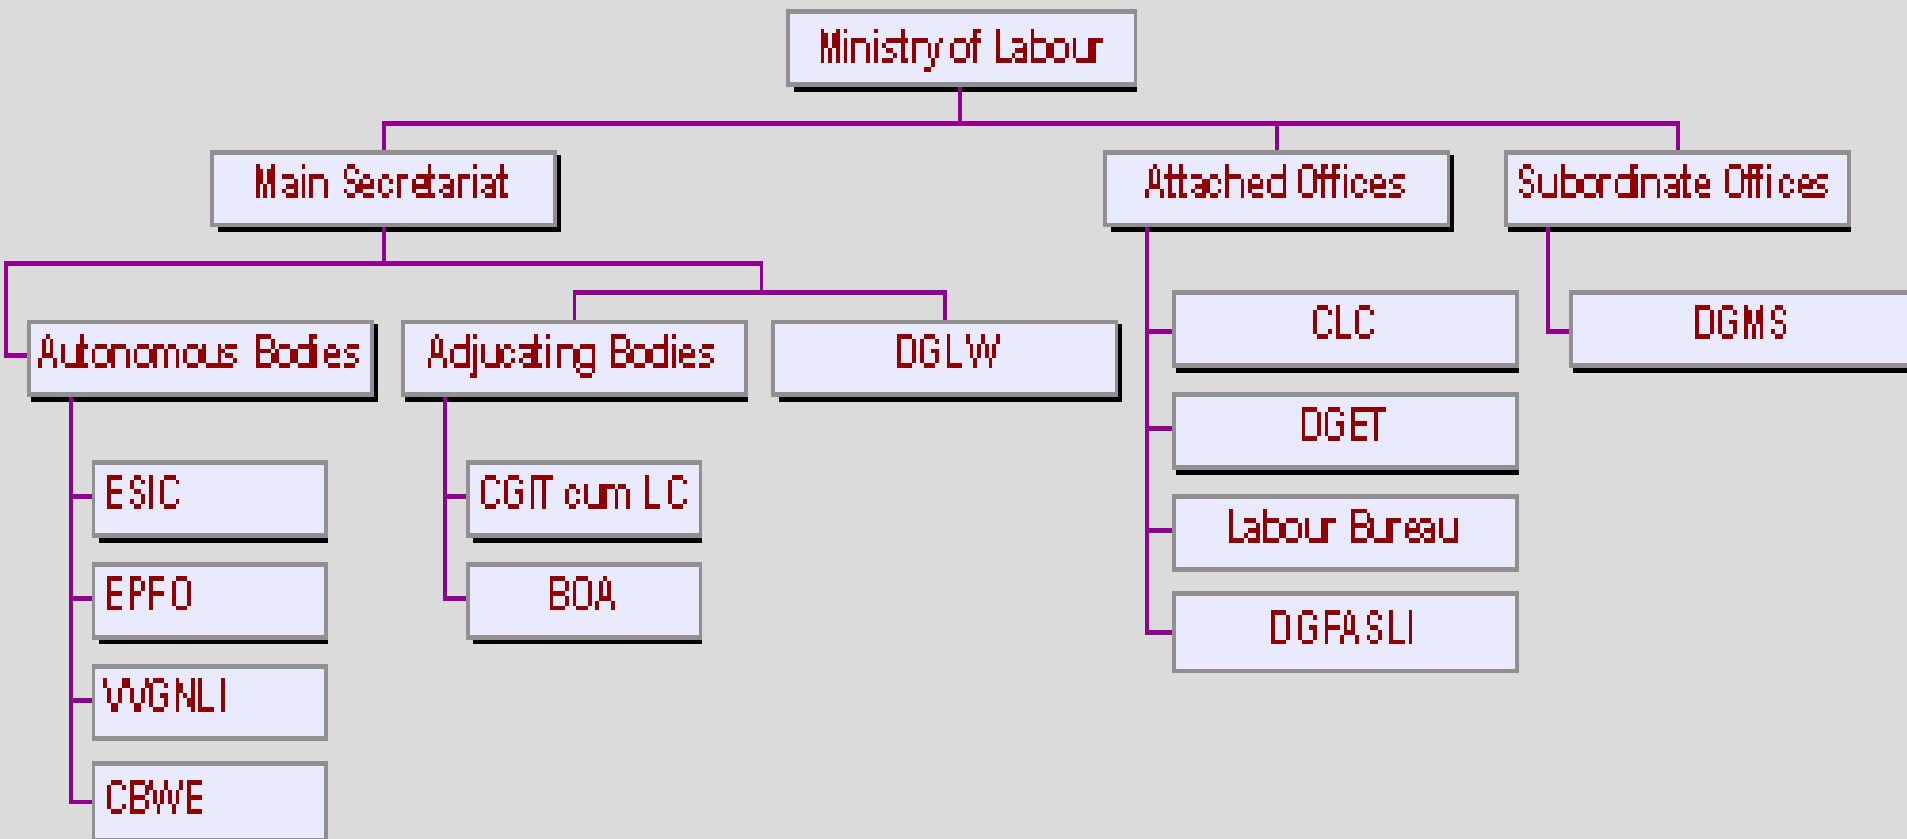 Ministry of Labour
Main Secretariat
Attached Offices
Subordinate Offices
Autonomous Bodies
Adjucating Bodies
DGLW
ESIC
EPFO
VVGNLI
CBWE
CGIT cum LC
BOA
CLC
DGET
Labour Bureau
DGFASLI
DGMS